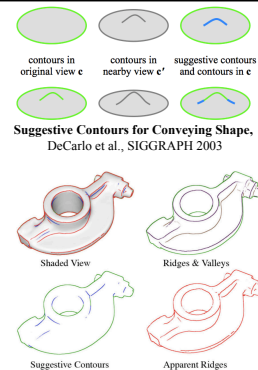 contours in
original view c
contours in
nearby view c′
suggestive contours
and contours in c
Suggestive Contours for Conveying Shape,
DeCarlo et al., SIGGRAPH 2003
Shaded View
Ridges & Valleys
Suggestive Contours
Apparent Ridges